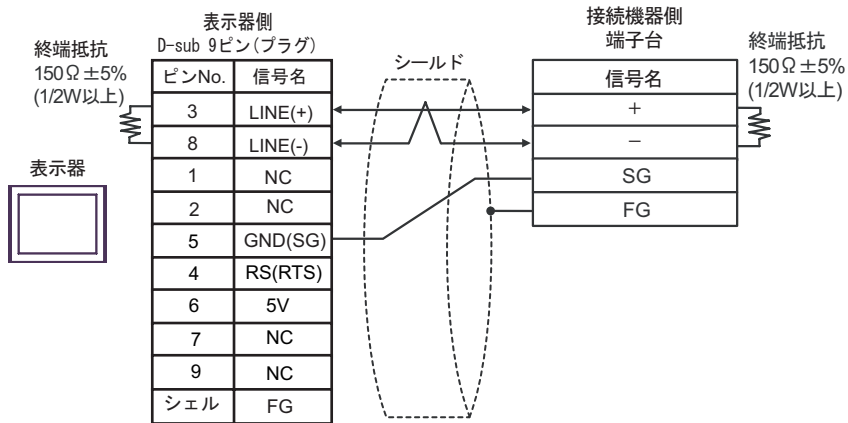 表示器側
D-sub 9ピン(プラグ)
接続機器側
端子台
終端抵抗
150Ω±5%
(1/2W以上)
シールド
終端抵抗
150Ω±5%
(1/2W以上)
表示器
ピンNo. 信号名
3 LINE(+)
8 LINE(-)
1 NC
2 NC
5 GND(SG)
4 RS(RTS)
6 5V
7 NC
9 NC
シェル FG
信号名
+
−
SG
FG